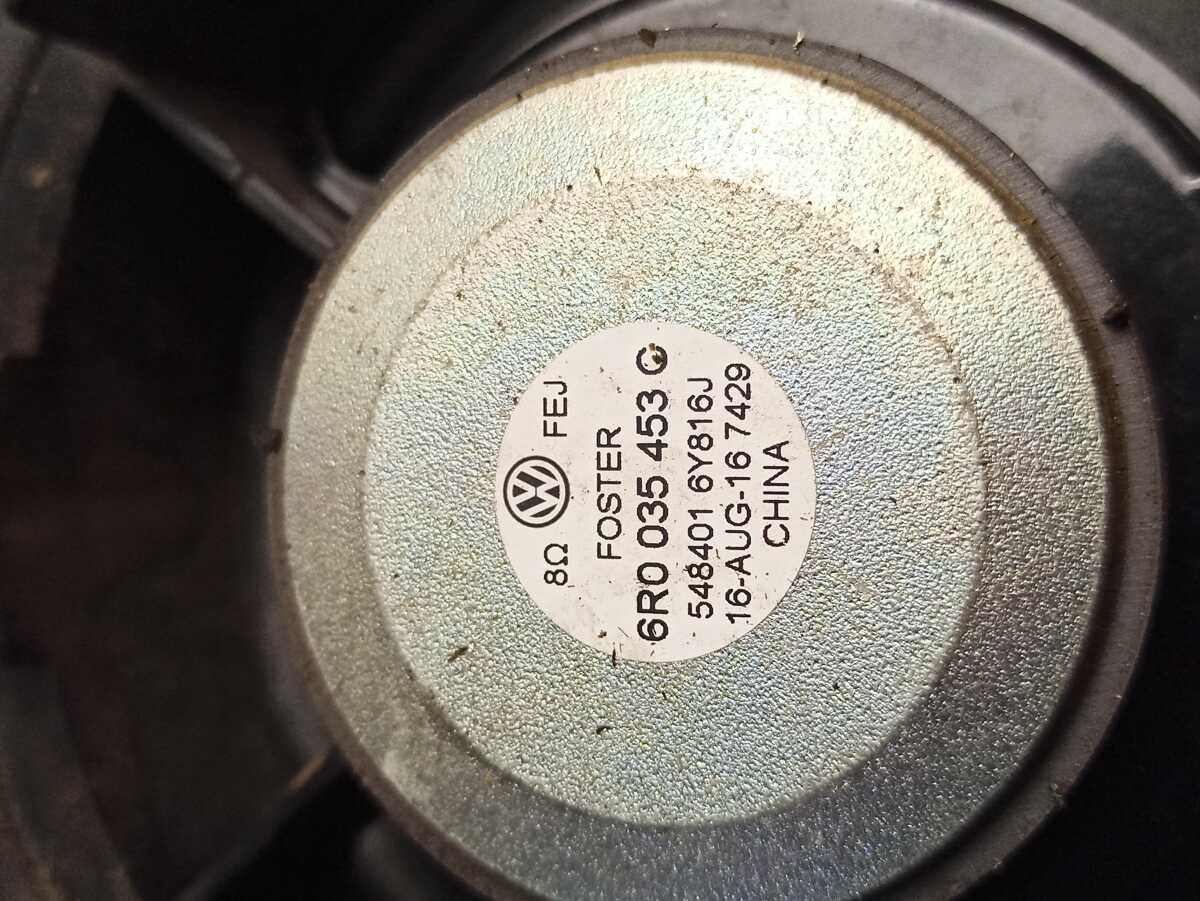 8Ω FEJ
FOSTER
6R0 035 453 C
548401 6Y816J
16-AUG-16 7429
CHINA